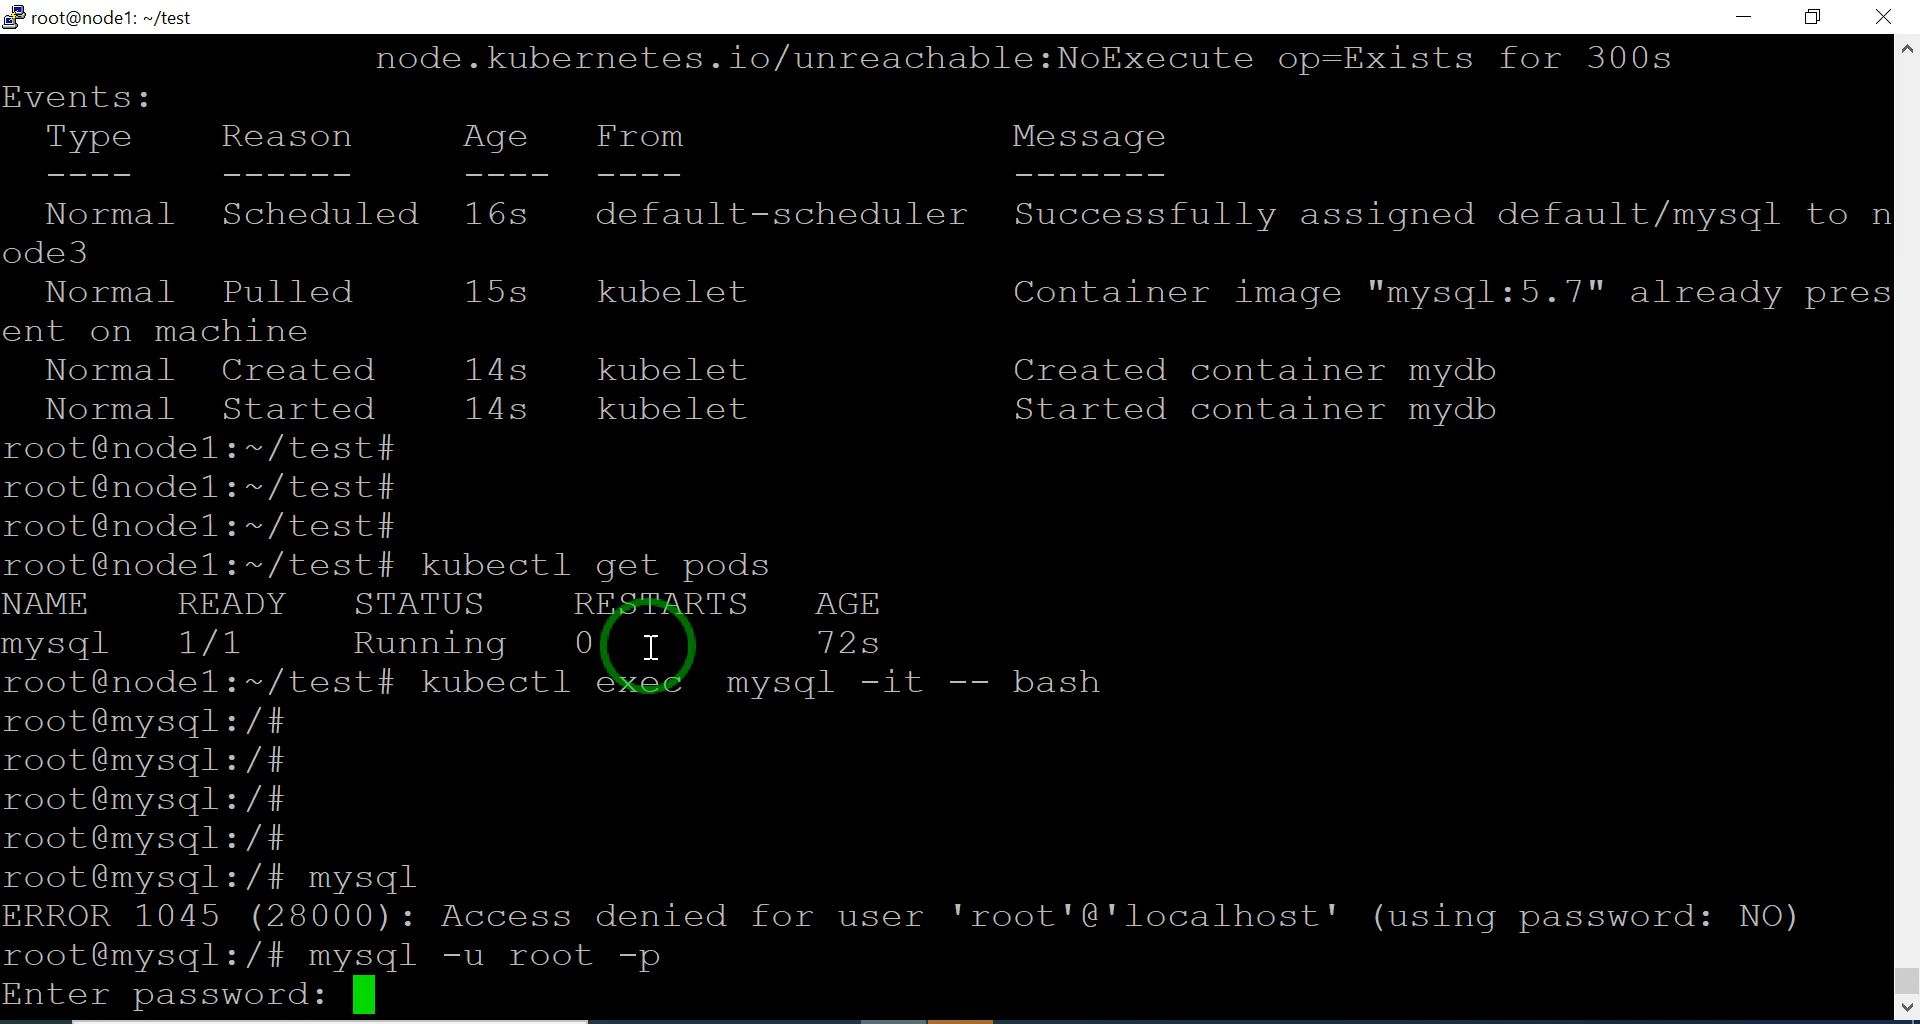 root@node1: ~/test
node.kubernetes.io/unreachable:NoExecute op=Exists for 300s
Events:
Type Reason Age From Message
---- ------ ---- ---- -------
Normal Scheduled 16s default-scheduler Successfully assigned default/mysql to n
ode3
Normal Pulled 15s kubelet Container image "mysql:5.7" already pres
ent on machine
Normal Created 14s kubelet Created container mydb
Normal Started 14s kubelet Started container mydb
root@node1:~/test#
root@node1:~/test#
root@node1:~/test#
root@node1:~/test# kubectl get pods
NAME READY STATUS RESTARTS AGE
mysql 1/1 Running 0 72s
root@node1:~/test# kubectl exec mysql -it -- bash
root@mysql:/#
root@mysql:/#
root@mysql:/#
root@mysql:/#
root@mysql:/# mysql
ERROR 1045 (28000): Access denied for user 'root'@'localhost' (using password: NO)
root@mysql:/# mysql -u root -p
Enter password: